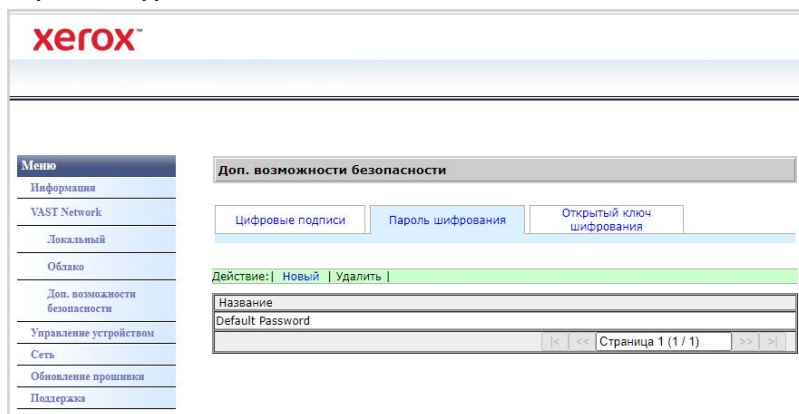 xerox™
Меню
Информация
VAST Network
Локальный
Облако
Доп. возможности
безопасности
Управление устройством
Сеть
Обновление прошивки
Поддержка
Доп. возможности безопасности
Цифровые подписи
Пароль шифрования
Открытый ключ
шифрования
Действие:| Новый | Удалить |
Название
Default Password
|< | << Страница 1 (1 / 1) >> | >|